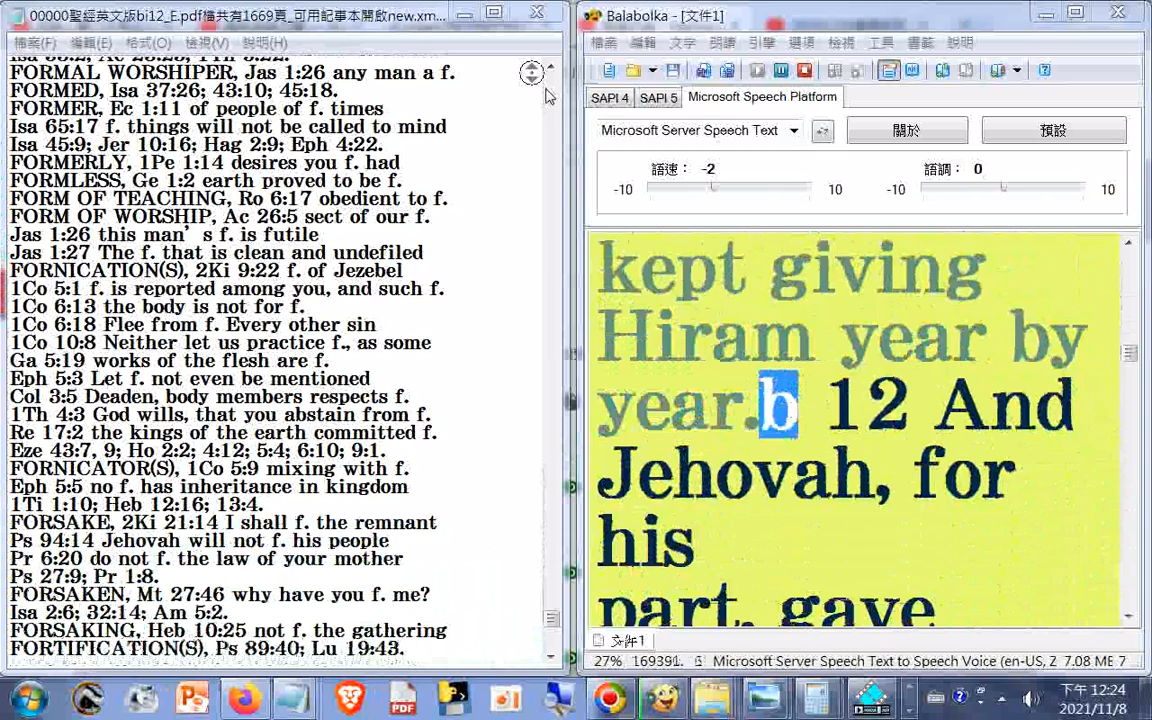 00000聖經英文版bi12_E.pdf檔共有1669頁_可用記事本開啟new.xm...
檔案(F) 編輯(E) 格式(O) 檢視(V) 說明(H)
FORMAL WORSHIPER, Jas 1:26 any man a f.
FORMED, Isa 37:26; 43:10; 45:18.
FORMER, Ec 1:11 of people of f. times
Isa 65:17 f. things will not be called to mind
Isa 45:9; Jer 10:16; Hag 2:9; Eph 4:22.
FORMERLY, 1Pe 1:14 desires you f. had
FORMLESS, Ge 1:2 earth proved to be f.
FORM OF TEACHING, Ro 6:17 obedient to f.
FORM OF WORSHIP, Ac 26:5 sect of our f.
Jas 1:26 this man's f. is futile
Jas 1:27 The f. that is clean and undefiled
FORNICATION(S), 2Ki 9:22 f. of Jezebel
1Co 5:1 f. is reported among you, and such f.
1Co 6:13 the body is not for f.
1Co 6:18 Flee from f. Every other sin
1Co 10:8 Neither let us practice f., as some
Ga 5:19 works of the flesh are f.
Eph 5:3 Let f. not even be mentioned
Col 3:5 Deaden, body members respects f.
1Th 4:3 God wills, that you abstain from f.
Re 17:2 the kings of the earth committed f.
Eze 43:7, 9; Ho 2:2; 4:12; 5:4; 6:10; 9:1.
FORNICATOR(S), 1Co 5:9 mixing with f.
Eph 5:5 no f. has inheritance in kingdom
1Ti 1:10; Heb 12:16; 13:4.
FORSAKE, 2Ki 21:14 I shall f. the remnant
Ps 94:14 Jehovah will not f. his people
Pr 6:20 do not f. the law of your mother
Ps 27:9; Pr 1:8.
FORSAKEN, Mt 27:46 why have you f. me?
Isa 2:6; 32:14; Am 5:2.
FORSAKING, Heb 10:25 not f. the gathering
FORTIFICATION(S), Ps 89:40; Lu 19:43.
Balabolka - [文件1]
檔案 編輯 文字 朗讀 引擎 選項 檢視 工具 書籤 說明
SAPI 4 SAPI 5 Microsoft Speech Platform
Microsoft Server Speech Text 關於 預設
語速： -2 語調： 0
-10 10 -10 10
kept giving
Hiram year by
year.b 12 And
Jehovah, for
his
part, gave
文件1
27% 169391. Microsoft Server Speech Text to Speech Voice (en-US, Z 7.08 ME 7
下午 12:24
2021/11/8